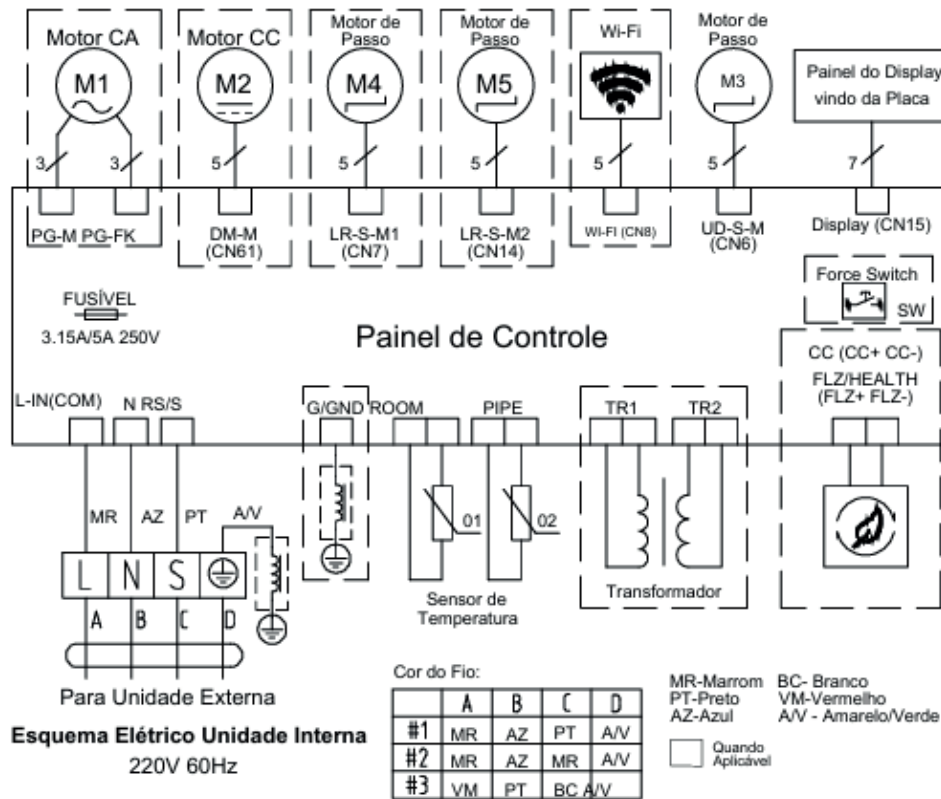 Motor CA
M1
3
3
PG-M PG-FK
Motor CC
M2
5
DM-M
(CN61)
Motor de
Passo
M4
5
LR-S-M1
(CN7)
Motor de
Passo
M5
5
LR-S-M2
(CN14)
Wi-Fi
5
WI-FI (CN8)
Motor de
Passo
M3
5
UD-S-M
(CN6)
Painel do Display
vindo da Placa
7
Display (CN15)
FUSÍVEL
3.15A/5A 250V
Painel de Controle
Force Switch
SW
CC (CC+ CC-)
FLZ/HEALTH
(FLZ+ FLZ-)
L-IN(COM) N RS/S
G/GND ROOM PIPE TR1 TR2
MR AZ PT A/V
L N S
A B C D
01
02
Sensor de
Temperatura
Transformador
Para Unidade Externa
Esquema Elétrico Unidade Interna
220V 60Hz
Cor do Fio:
A B C D
#1 MR AZ PT A/V
#2 MR AZ MR A/V
#3 VM PT BC A/V
MR-Marrom BC- Branco
PT-Preto VM-Vermelho
AZ-Azul A/V - Amarelo/Verde
Quando
Aplicável